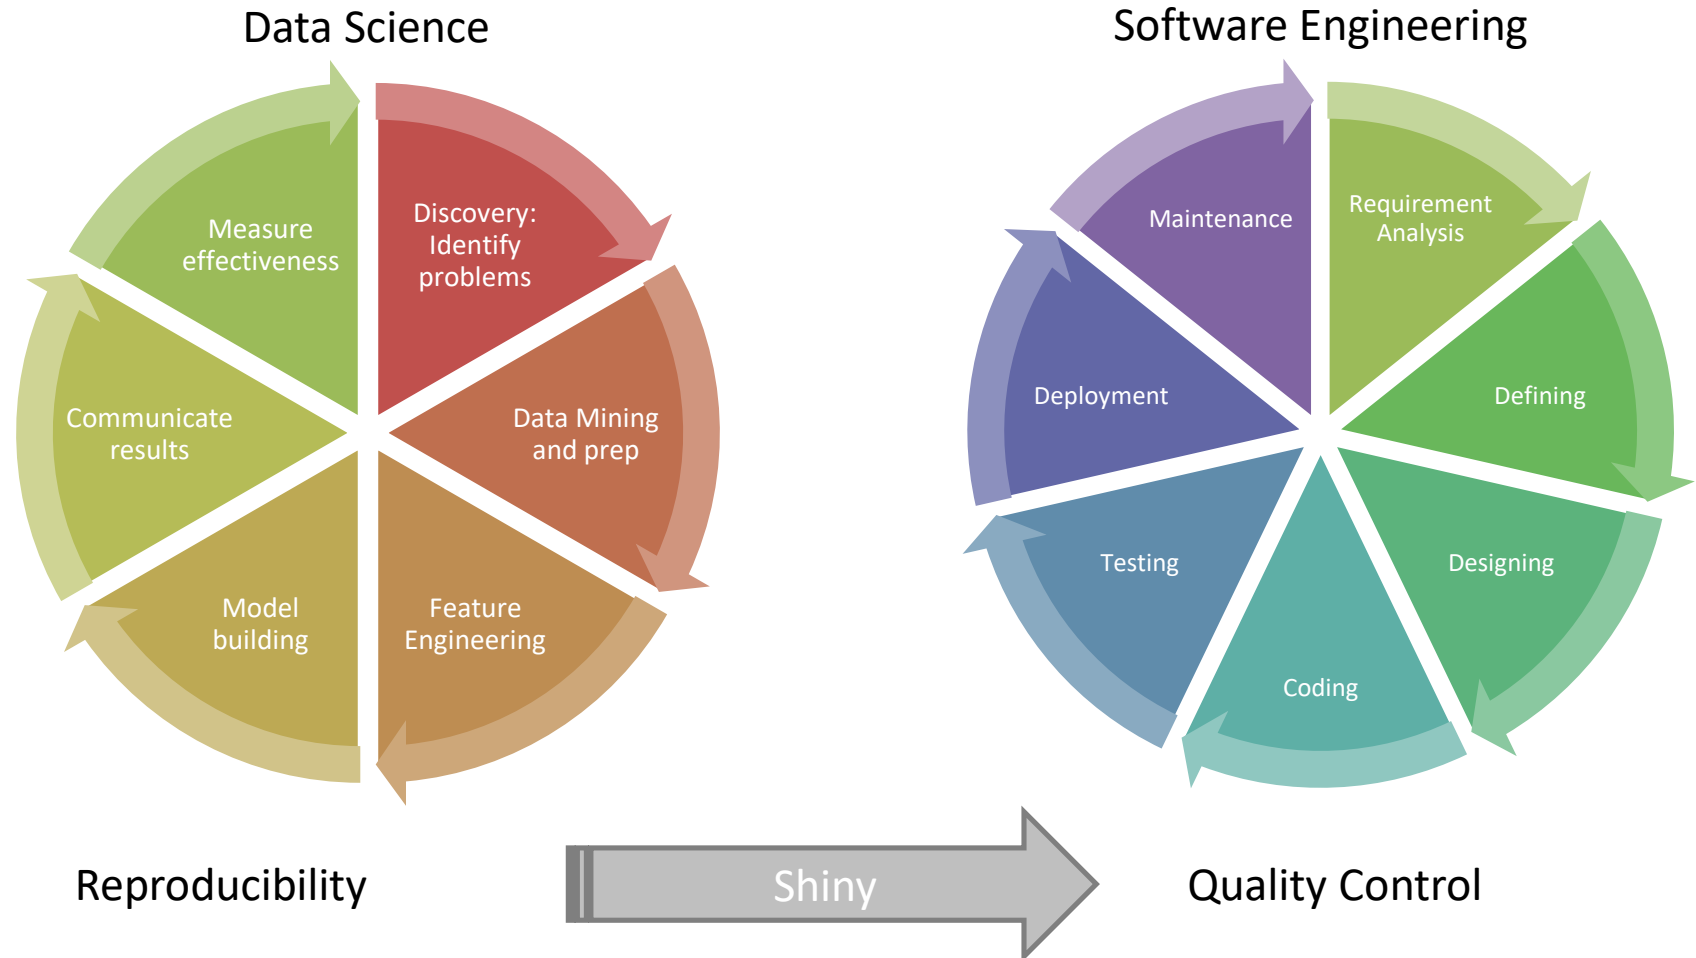 Data Science
Software Engineering
Discovery:
Identify
problems
Data Mining
and prep
Feature
Engineering
Model
building
Communicate
results
Measure
effectiveness
Requirement
Analysis
Defining
Designing
Coding
Testing
Deployment
Maintenance
Reproducibility
Shiny
Quality Control